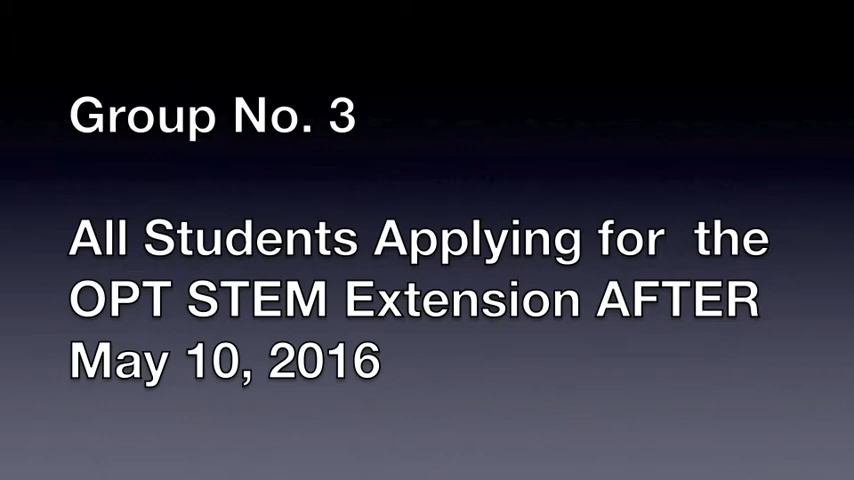 Group No. 3
All Students Applying for the
OPT STEM Extension AFTER
May 10, 2016